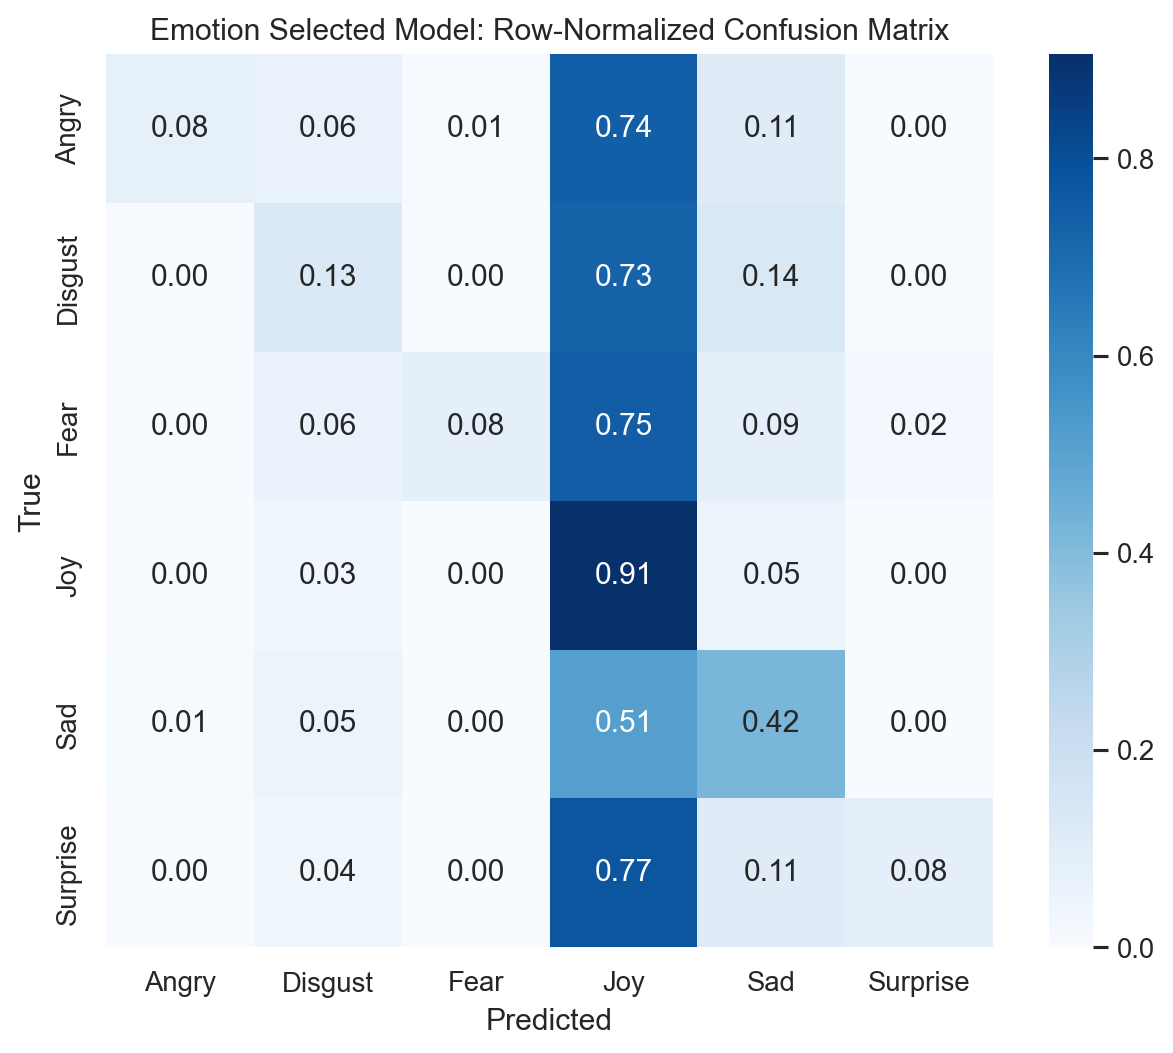 Emotion Selected Model: Row-Normalized Confusion Matrix
Angry 0.08 0.06 0.01 0.74 0.11 0.00
Disgust 0.00 0.13 0.00 0.73 0.14 0.00
Fear 0.00 0.06 0.08 0.75 0.09 0.02
Joy 0.00 0.03 0.00 0.91 0.05 0.00
Sad 0.01 0.05 0.00 0.51 0.42 0.00
Surprise 0.00 0.04 0.00 0.77 0.11 0.08
True
Angry Disgust Fear Joy Sad Surprise
Predicted
0.8
0.6
0.4
0.2
0.0